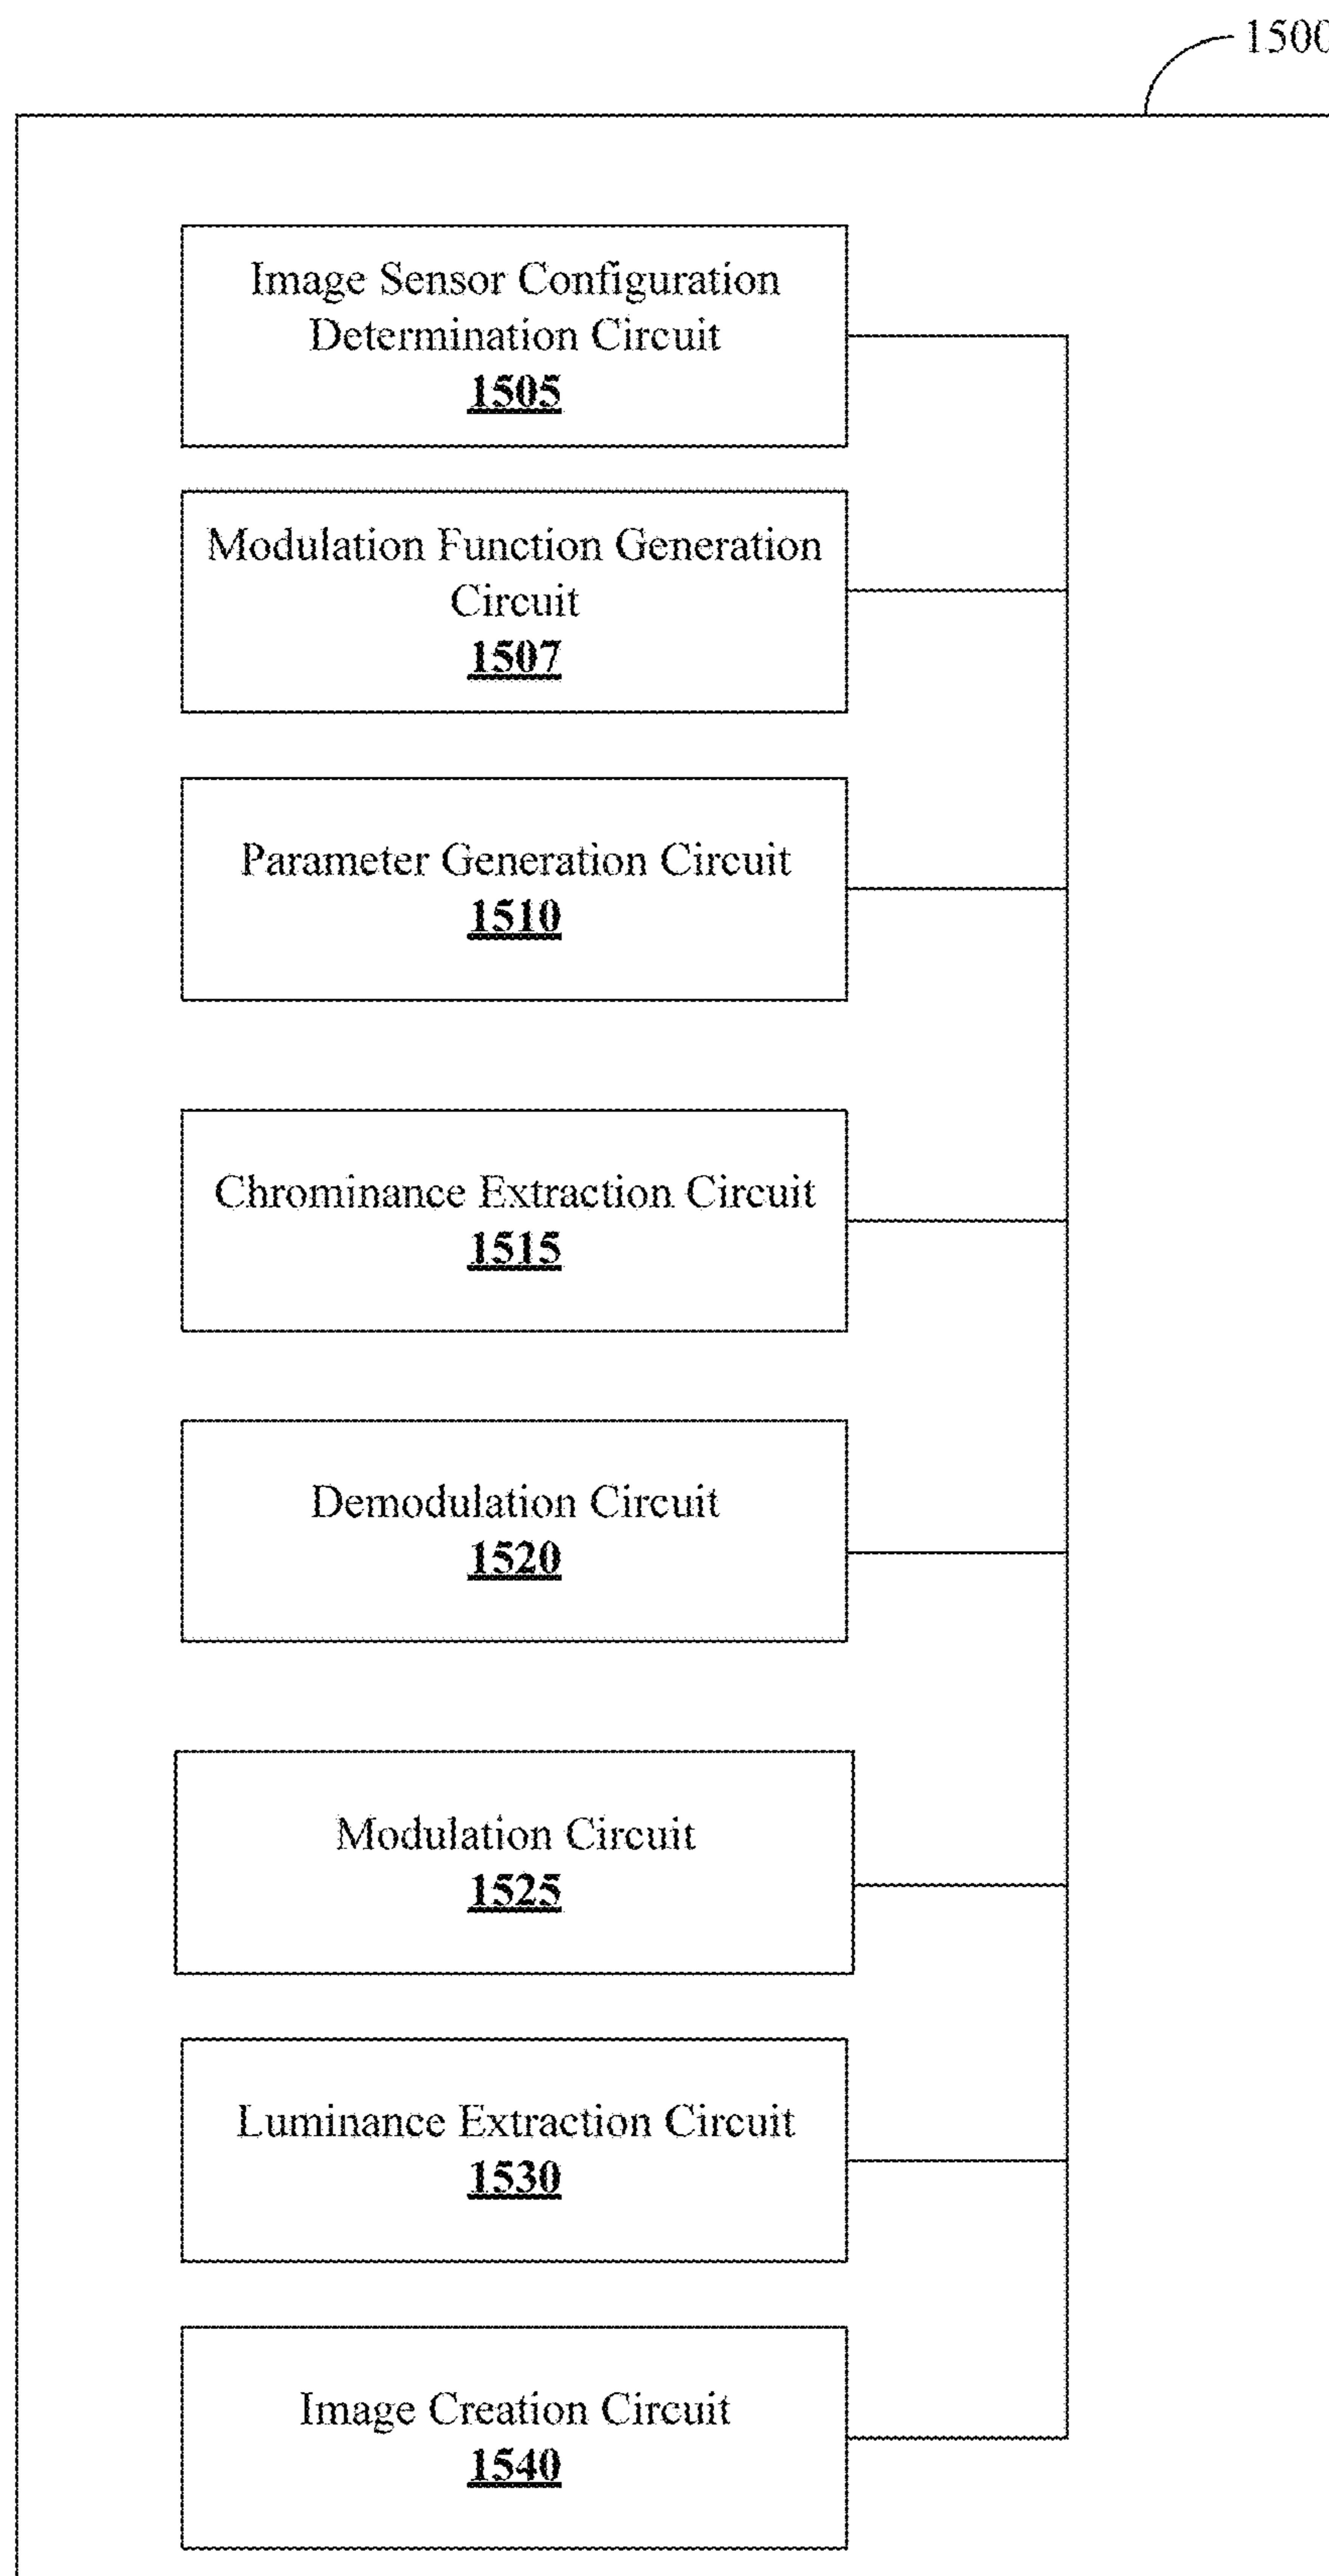 1500
Image Sensor Configuration
Determination Circuit
1505
Modulation Function Generation
Circuit
1507
Parameter Generation Circuit
1510
Chrominance Extraction Circuit
1515
Demodulation Circuit
1520
Modulation Circuit
1525
Luminance Extraction Circuit
1530
Image Creation Circuit
1540